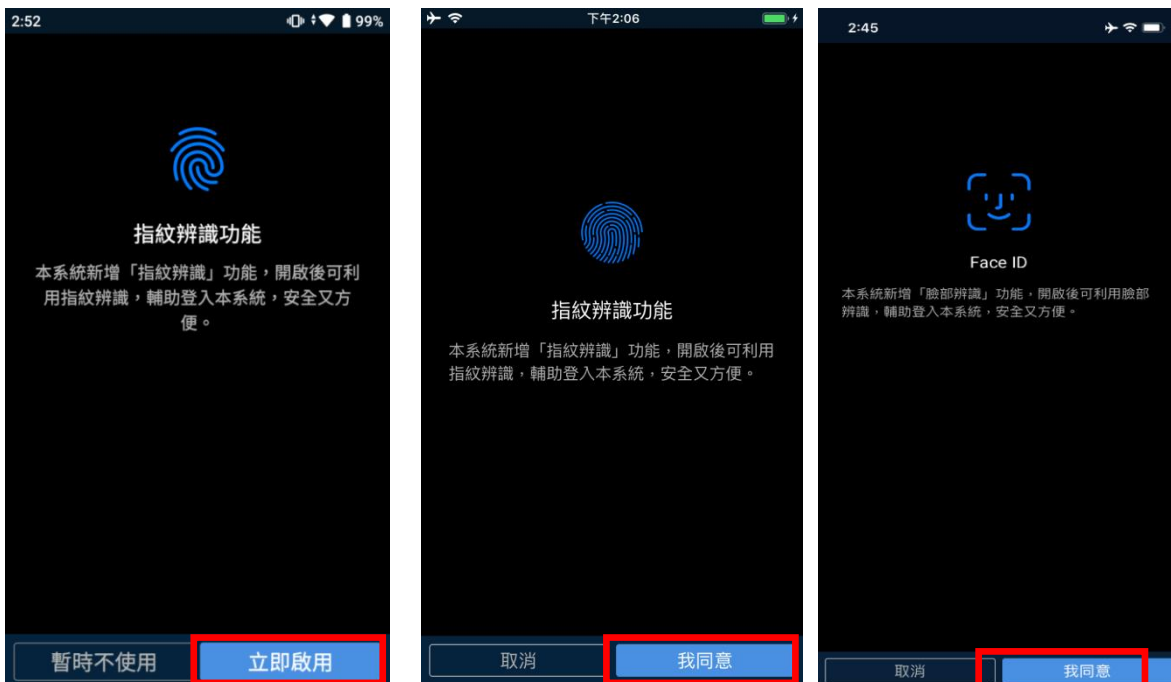 2:52
99%
指紋辨識功能
本系統新增「指紋辨識」功能，開啟後可利
用指紋辨識，輔助登入本系統，安全又方
便。
暫時不使用
立即啟用
下午2:06
指紋辨識功能
本系統新增「指紋辨識」功能，開啟後可利用
指紋辨識，輔助登入本系統，安全又方便。
取消
我同意
2:45
Face ID
本系統新增「臉部辨識」功能，開啟後可利用臉部
辨識，輔助登入本系統，安全又方便。
取消
我同意